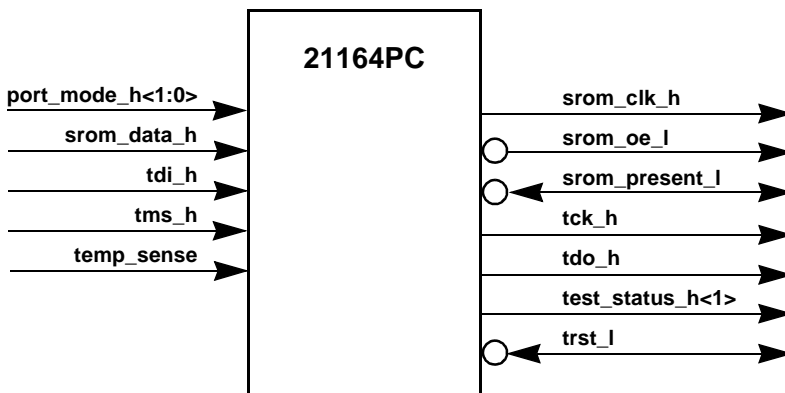 21164PC
port_mode_h<1:0>
srom_data_h
tdi_h
tms_h
temp_sense
srom_clk_h
srom_oe_l
srom_present_l
tck_h
tdo_h
test_status_h<1>
trst_l